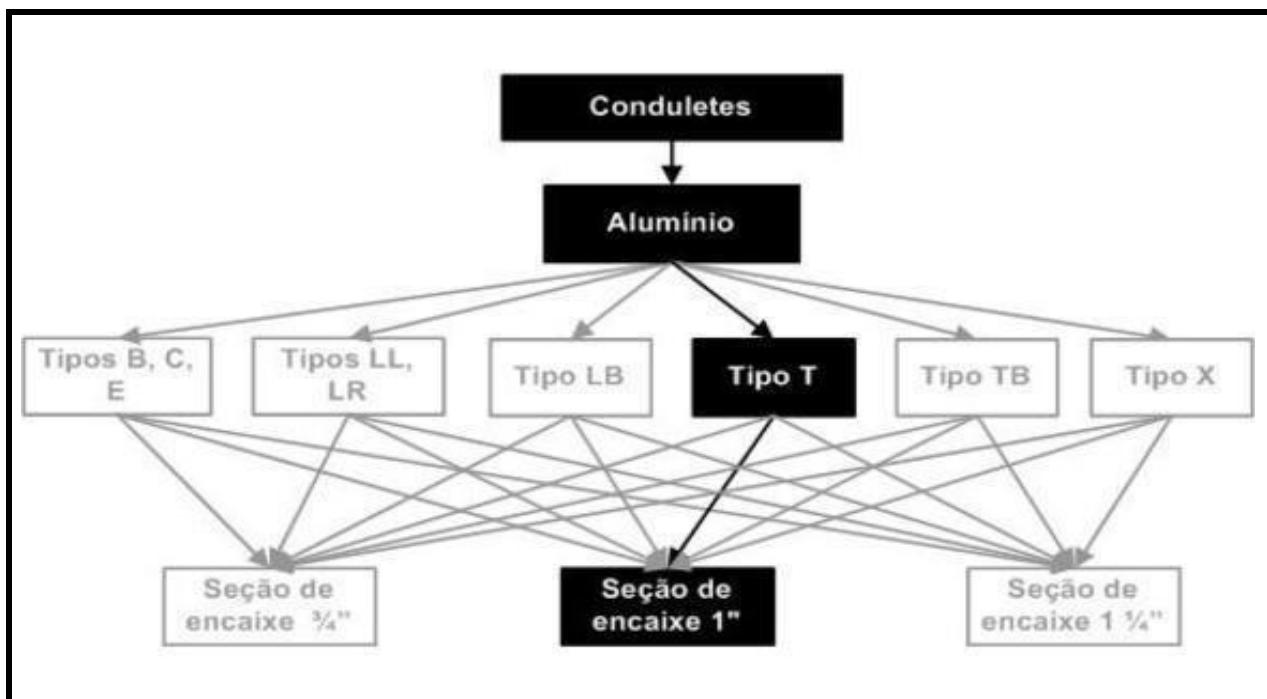 Conduletes
Alumínio
Tipos B, C,
E
Tipos LL,
LR
Tipo LB
Tipo T
Tipo TB
Tipo X
Seção de
encaixe ¾"
Seção de
encaixe 1"
Seção de
encaixe 1 ¼"